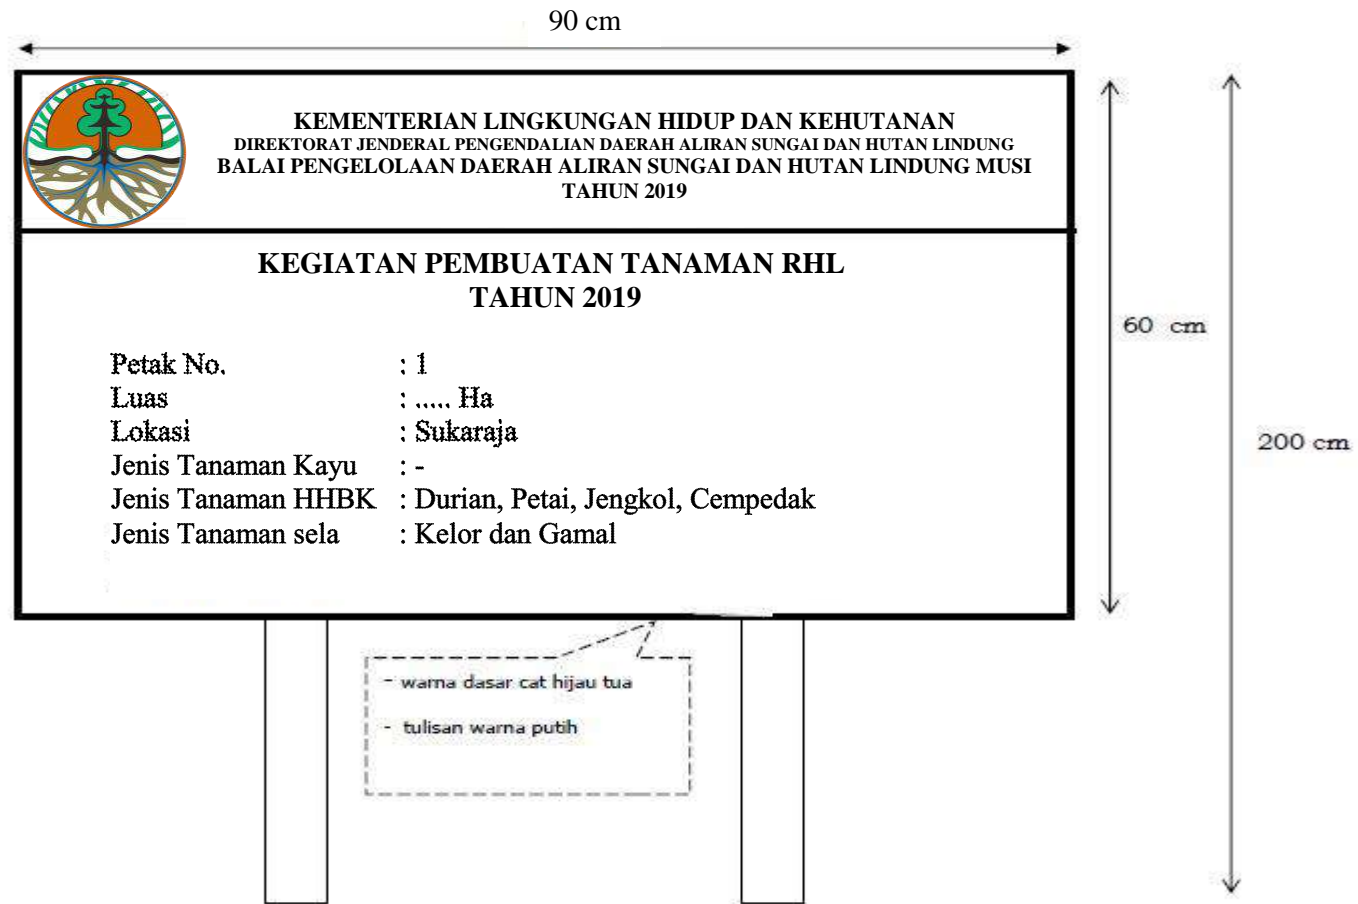 90 cm
KEMENTERIAN LINGKUNGAN HIDUP DAN KEHUTANAN
DIREKTORAT JENDERAL PENGENDALIAN DAERAH ALIRAN SUNGAI DAN HUTAN LINDUNG
BALAI PENGELOLAAN DAERAH ALIRAN SUNGAI DAN HUTAN LINDUNG MUSI
TAHUN 2019
KEGIATAN PEMBUATAN TANAMAN RHL
TAHUN 2019
Petak No. : 1
Luas : ..... Ha
Lokasi : Sukaraja
Jenis Tanaman Kayu : -
Jenis Tanaman HHBK : Durian, Petai, Jengkol, Cempedak
Jenis Tanaman sela : Kelor dan Gamal
60 cm
200 cm
- warna dasar cat hijau tua
- tulisan warna putih